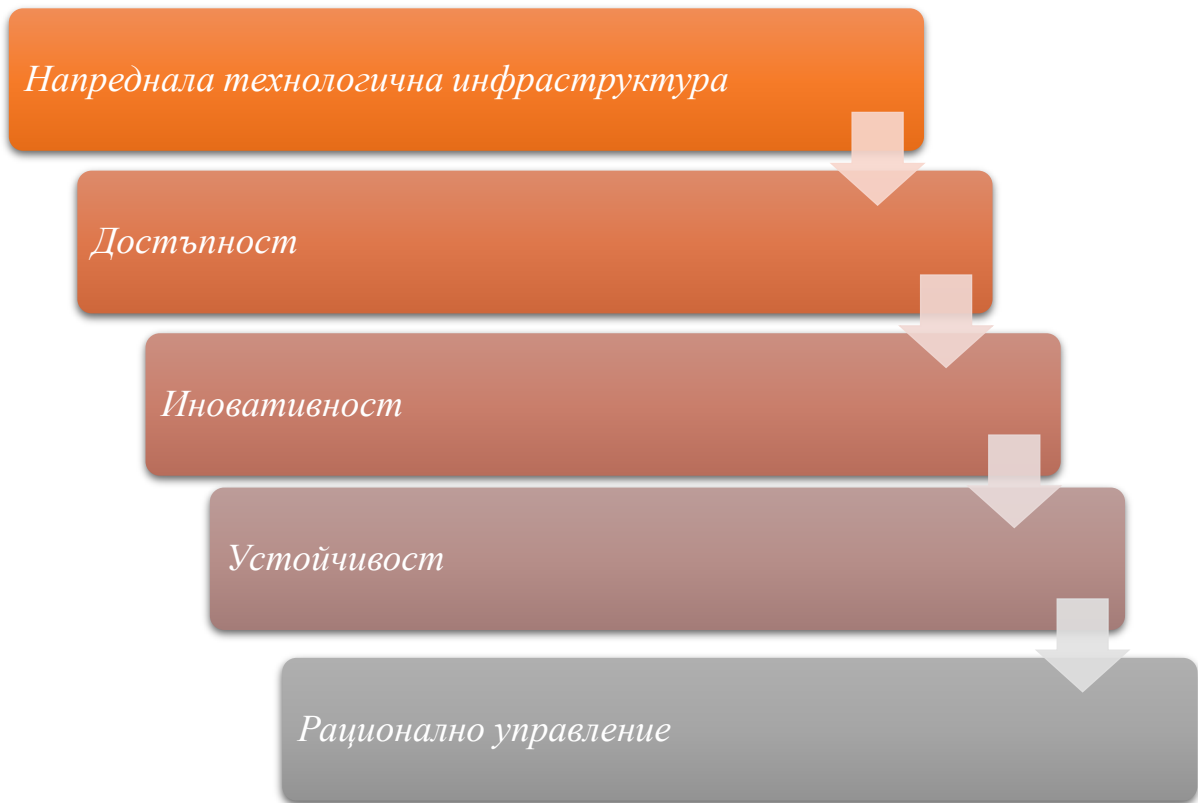 Напреднала технологична инфраструктура
Достъпност
Иновативност
Устойчивост
Рационално управление